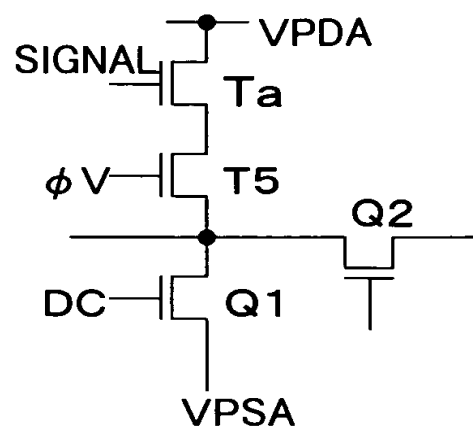 VPDA
SIGNAL
Ta
φV
T5
Q2
DC
Q1
VPSA